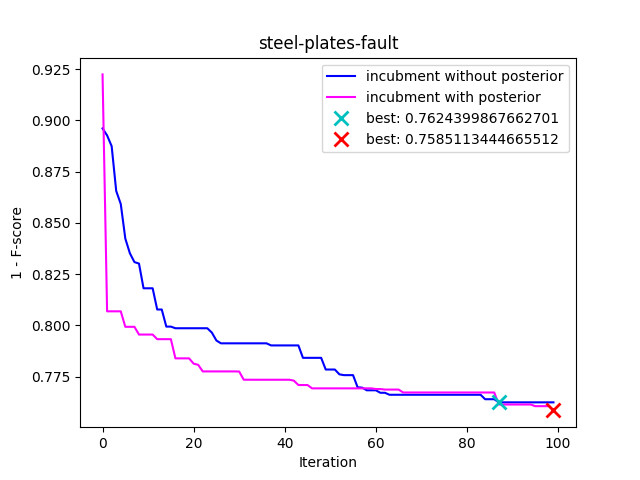 steel-plates-fault
incubment without posterior
incubment with posterior
best: 0.7624399867662701
best: 0.7585113444665512
1 - F-score
0.925
0.900
0.875
0.850
0.825
0.800
0.775
0
20
40
60
80
100
Iteration